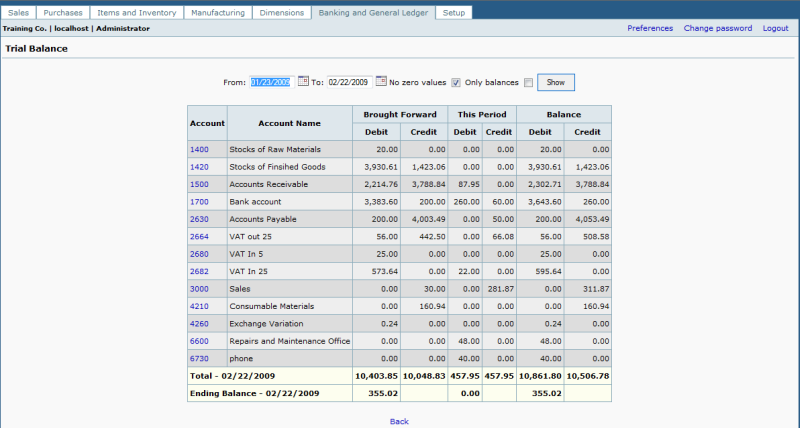 Sales Purchases Items and Inventory Manufacturing Dimensions Banking and General Ledger Setup
Training Co. | localhost | Administrator Preferences Change password Logout
Trial Balance
From: 01/23/2009 To: 02/22/2009 No zero values Only balances Show
Account Account Name Brought Forward This Period Balance
Debit Credit Debit Credit Debit Credit
1400 Stocks of Raw Materials 20.00 0.00 0.00 0.00 20.00 0.00
1420 Stocks of Finsihed Goods 3,930.61 1,423.06 0.00 0.00 3,930.61 1,423.06
1500 Accounts Receivable 2,214.76 3,788.84 87.95 0.00 2,302.71 3,788.84
1700 Bank account 3,383.60 200.00 260.00 60.00 3,643.60 260.00
2630 Accounts Payable 200.00 4,003.49 0.00 50.00 200.00 4,053.49
2664 VAT out 25 56.00 442.50 0.00 66.08 56.00 508.58
2680 VAT In 5 25.00 0.00 0.00 0.00 25.00 0.00
2682 VAT In 25 573.64 0.00 22.00 0.00 595.64 0.00
3000 Sales 0.00 30.00 0.00 281.87 0.00 311.87
4210 Consumable Materials 0.00 160.94 0.00 0.00 0.00 160.94
4260 Exchange Variation 0.24 0.00 0.00 0.00 0.24 0.00
6600 Repairs and Maintenance Office 0.00 0.00 48.00 0.00 48.00 0.00
6730 phone 0.00 0.00 40.00 0.00 40.00 0.00
Total - 02/22/2009 10,403.85 10,048.83 457.95 457.95 10,861.80 10,506.78
Ending Balance - 02/22/2009 355.02 0.00 355.02
Back